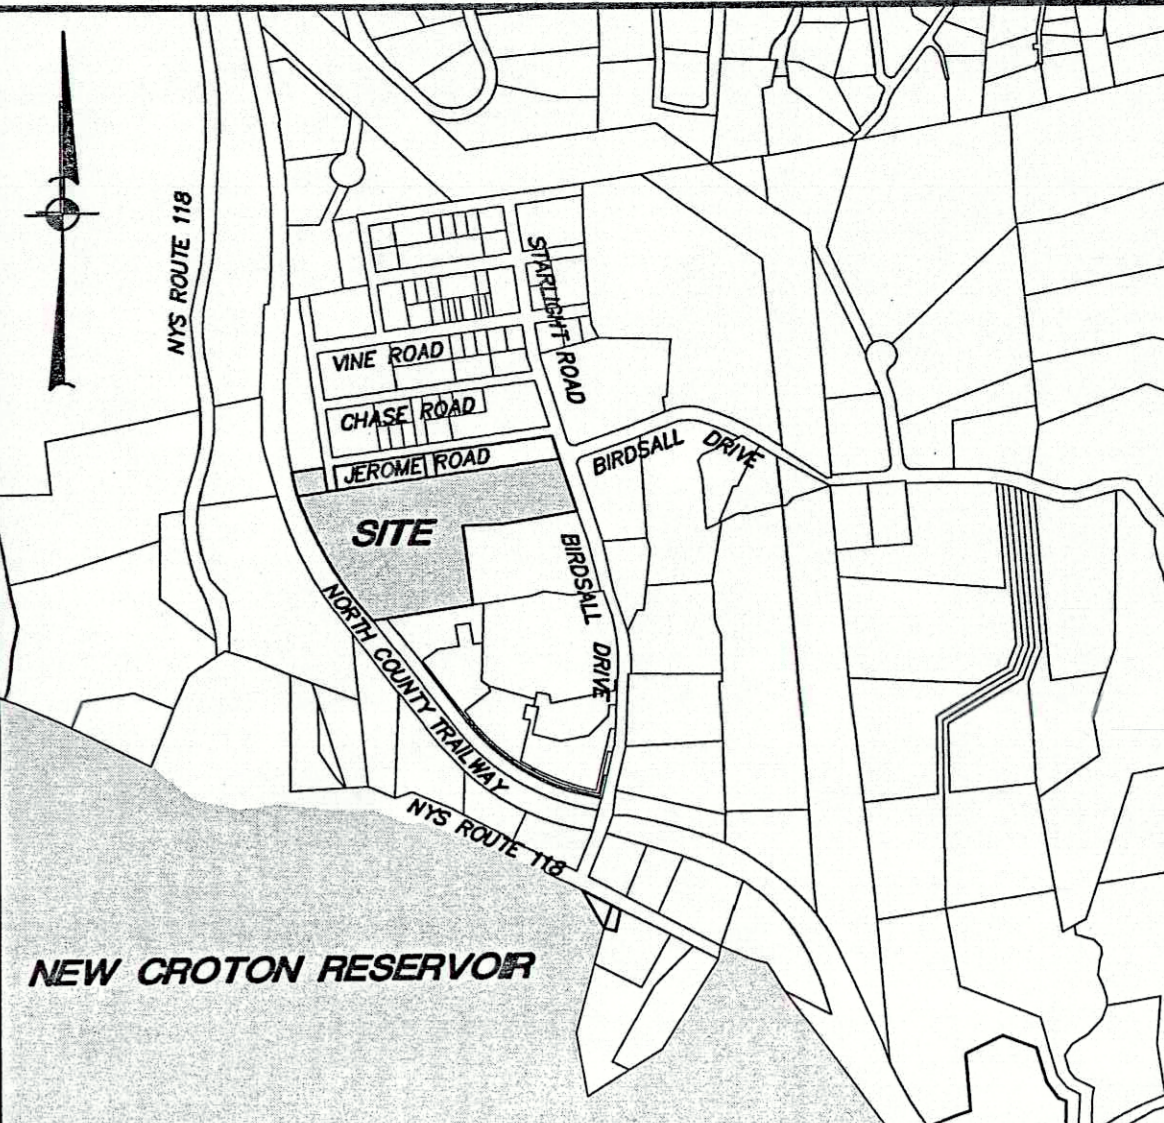 NYS ROUTE 118
STARLIGHT ROAD
VINE ROAD
CHASE ROAD
JEROME ROAD
BIRDSALL DRIVE
SITE
BIRDSALL DRIVE
NORTH COUNTY TRAILWAY
NYS ROUTE 118
NEW CROTON RESERVOIR